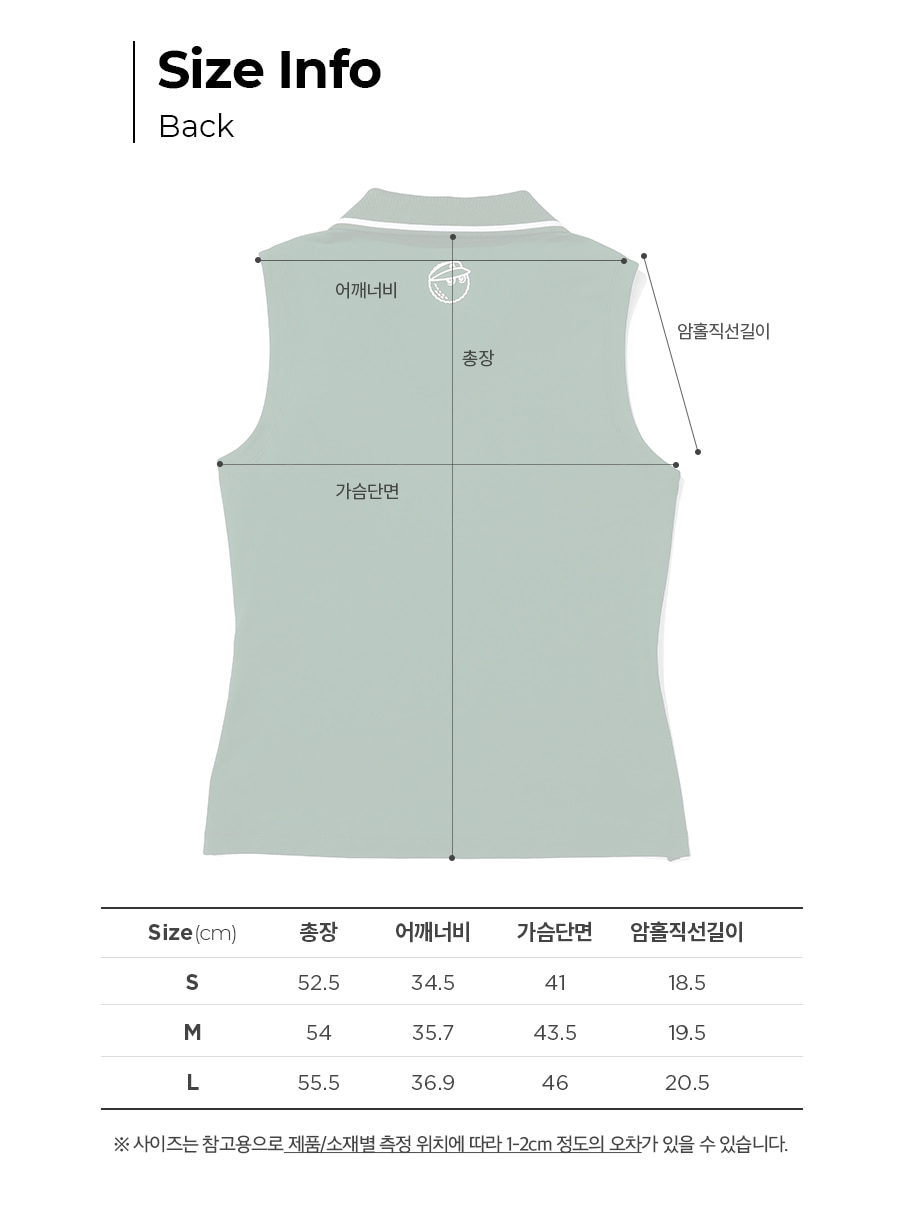 Size Info
Back
어깨너비
암홀직선길이
총장
가슴단면
Size(cm) 총장 어깨너비 가슴단면 암홀직선길이
S 52.5 34.5 41 18.5
M 54 35.7 43.5 19.5
L 55.5 36.9 46 20.5
※ 사이즈는 참고용으로 제품/소재별 측정 위치에 따라 1-2cm 정도의 오차가 있을 수 있습니다.